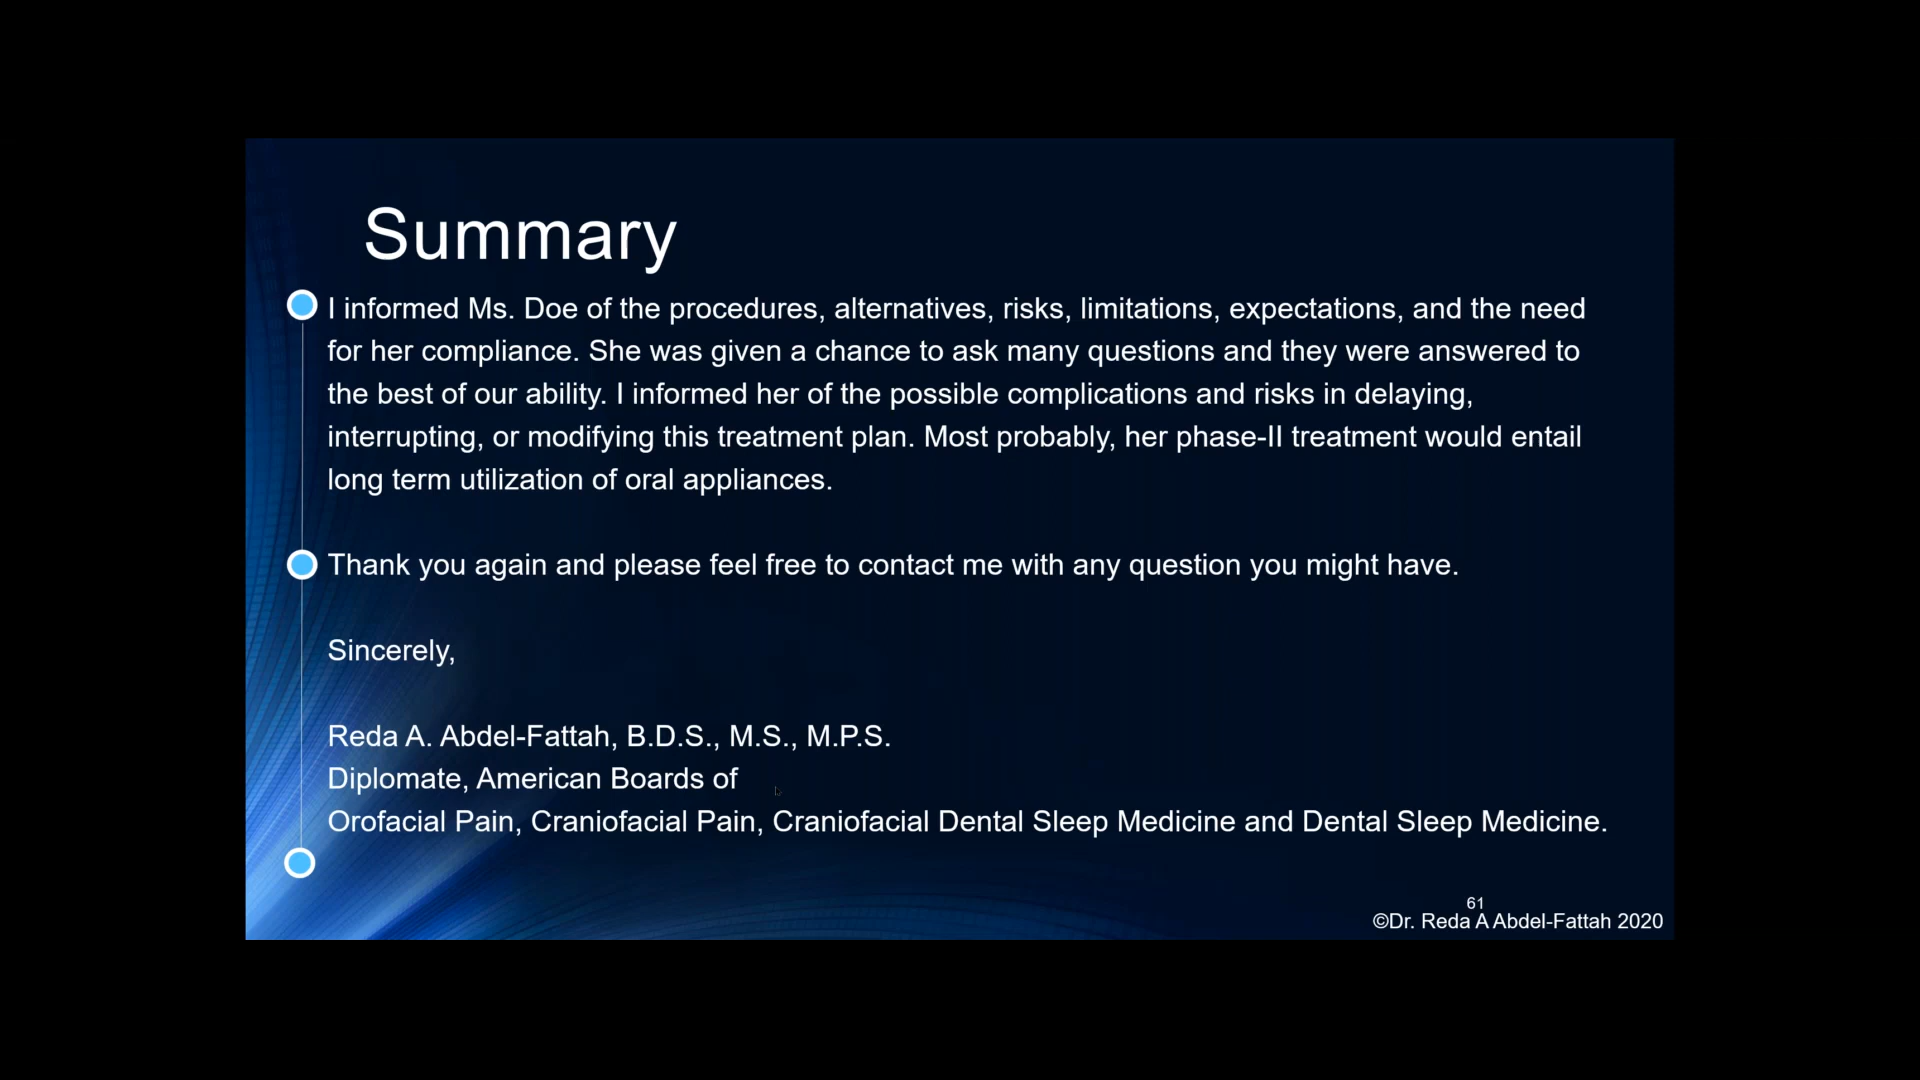 Summary
I informed Ms. Doe of the procedures, alternatives, risks, limitations, expectations, and the need
for her compliance. She was given a chance to ask many questions and they were answered to
the best of our ability. I informed her of the possible complications and risks in delaying,
interrupting, or modifying this treatment plan. Most probably, her phase-II treatment would entail
long term utilization of oral appliances.
Thank you again and please feel free to contact me with any question you might have.
Sincerely,
Reda A. Abdel-Fattah, B.D.S., M.S., M.P.S.
Diplomate, American Boards of
Orofacial Pain, Craniofacial Pain, Craniofacial Dental Sleep Medicine and Dental Sleep Medicine.
61
©Dr. Reda A Abdel-Fattah 2020